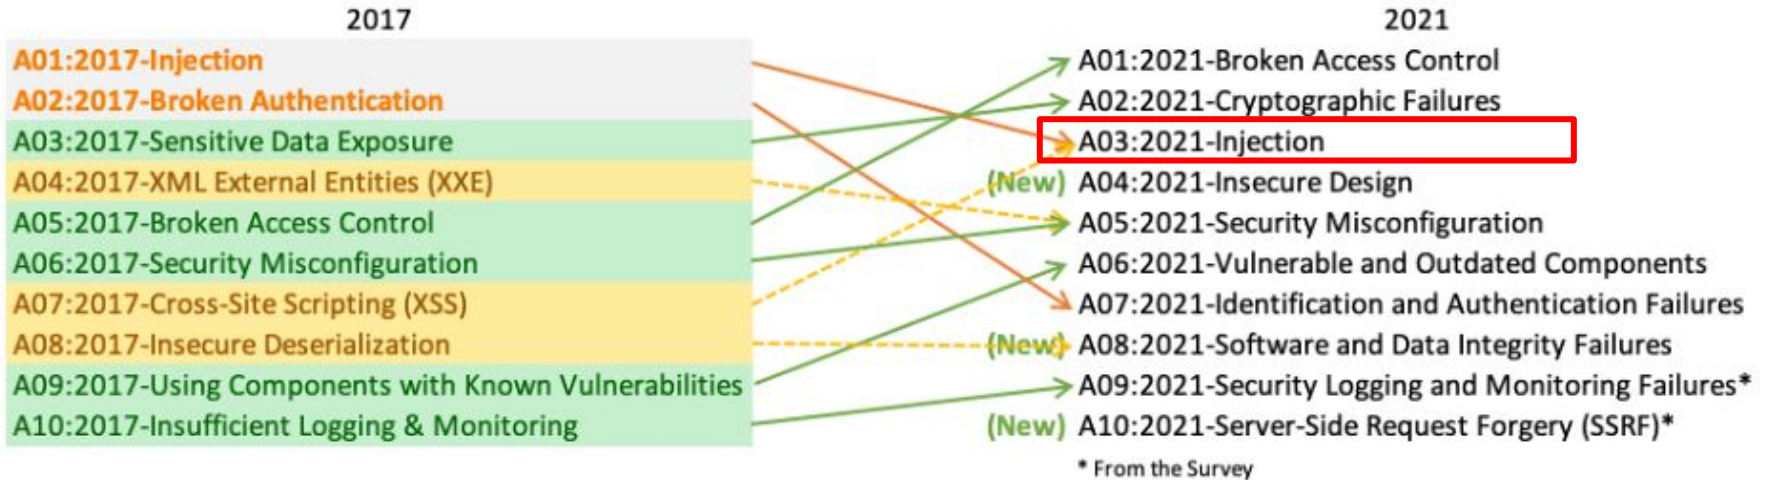 2017
A01:2017-Injection
A02:2017-Broken Authentication
A03:2017-Sensitive Data Exposure
A04:2017-XML External Entities (XXE)
A05:2017-Broken Access Control
A06:2017-Security Misconfiguration
A07:2017-Cross-Site Scripting (XSS)
A08:2017-Insecure Deserialization
A09:2017-Using Components with Known Vulnerabilities
A10:2017-Insufficient Logging & Monitoring
2021
A01:2021-Broken Access Control
A02:2021-Cryptographic Failures
A03:2021-Injection
(New) A04:2021-Insecure Design
A05:2021-Security Misconfiguration
A06:2021-Vulnerable and Outdated Components
A07:2021-Identification and Authentication Failures
(New) A08:2021-Software and Data Integrity Failures
A09:2021-Security Logging and Monitoring Failures*
(New) A10:2021-Server-Side Request Forgery (SSRF)*
* From the Survey